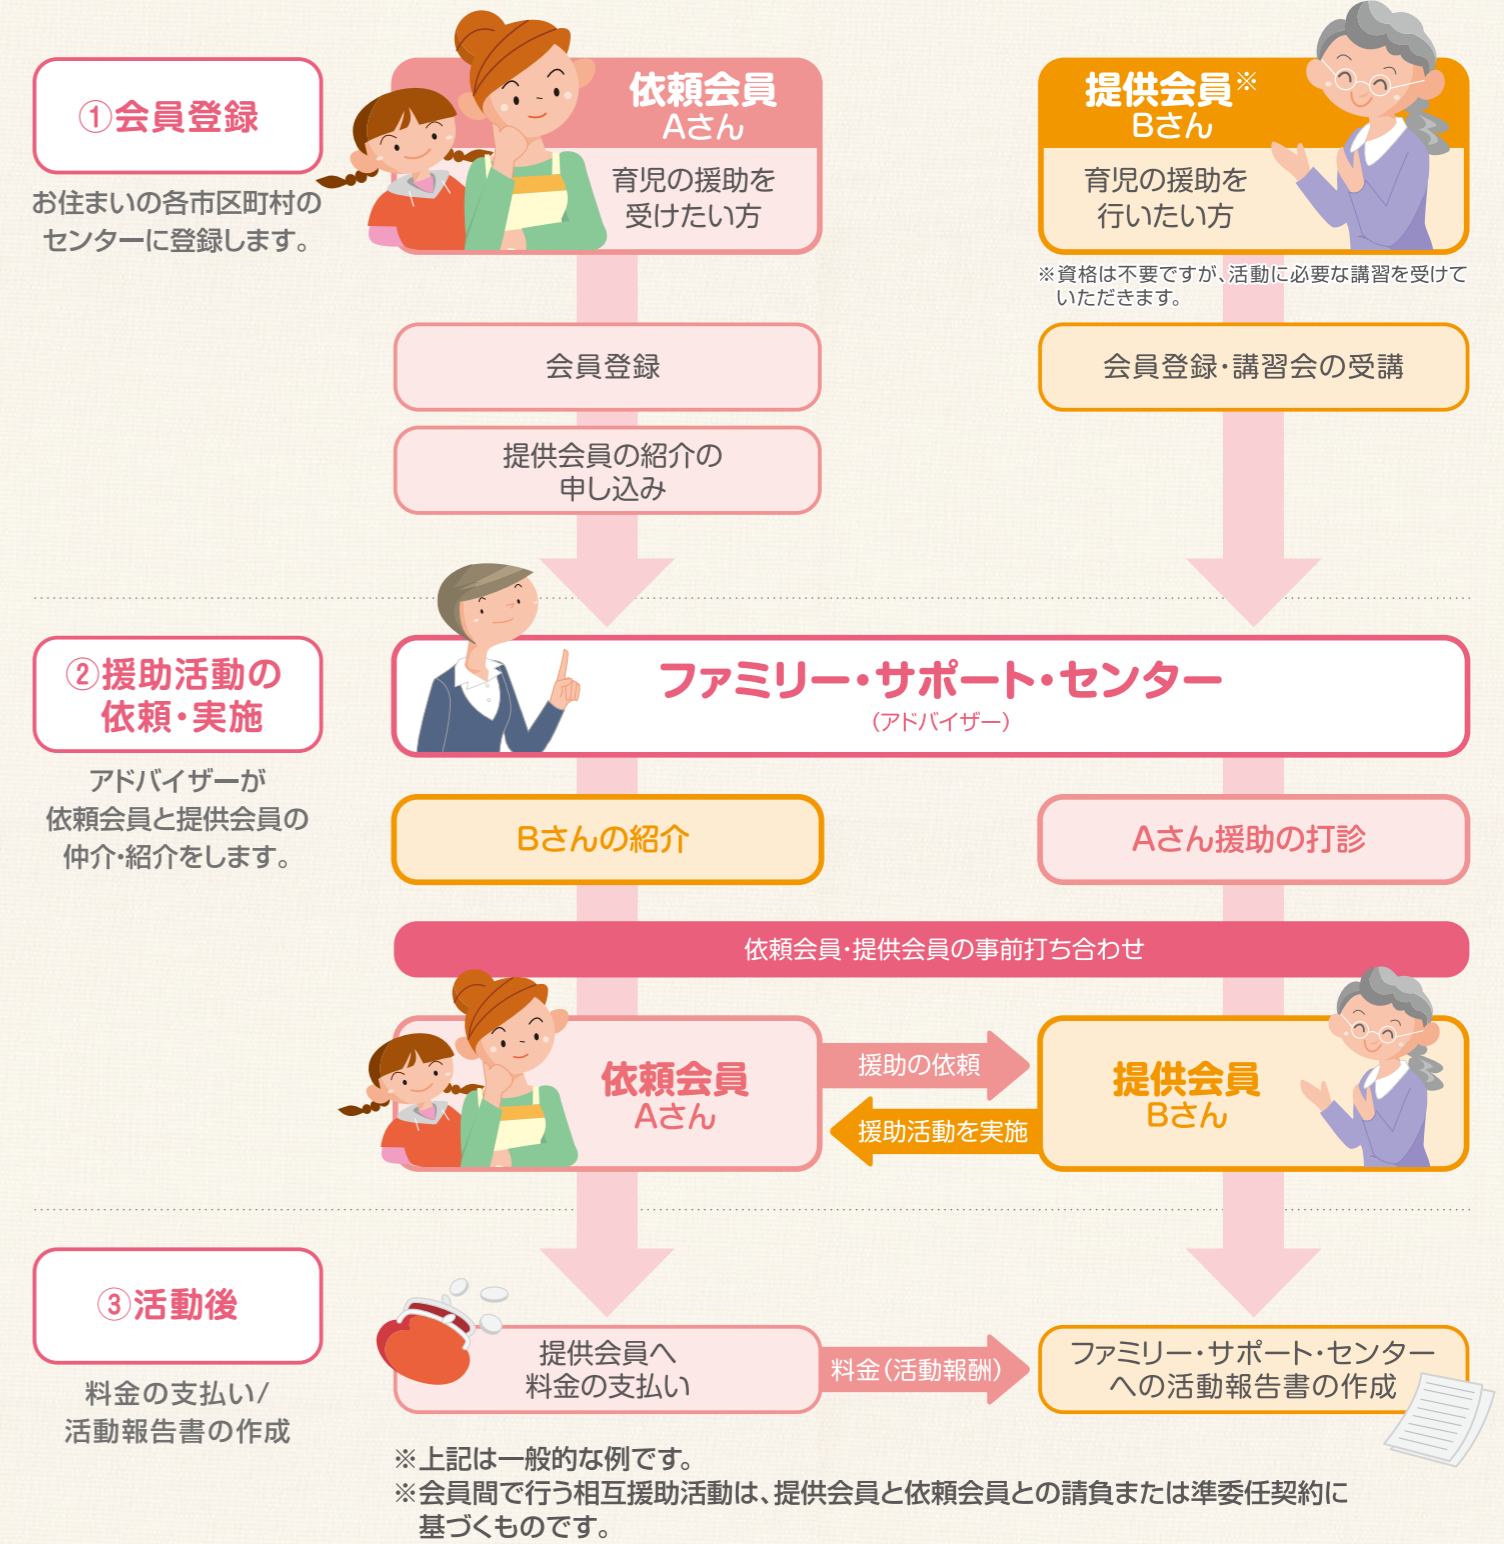 ①会員登録
お住まいの各市区町村の
センターに登録します。
依頼会員
Aさん
育児の援助を
受けたい方
提供会員※
Bさん
育児の援助を
行いたい方
※資格は不要ですが、活動に必要な講習を受けて
いただきます。
会員登録
会員登録・講習会の受講
提供会員の紹介の
申し込み
②援助活動の
依頼・実施
アドバイザーが
依頼会員と提供会員の
仲介・紹介をします。
ファミリー・サポート・センター
(アドバイザー)
Bさんの紹介
Aさん援助の打診
依頼会員・提供会員の事前打ち合わせ
依頼会員
Aさん
援助の依頼
援助活動を実施
提供会員
Bさん
③活動後
料金の支払い/
活動報告書の作成
提供会員へ
料金の支払い
料金(活動報酬)
ファミリー・サポート・センター
への活動報告書の作成
※上記は一般的な例です。
※会員間で行う相互援助活動は、提供会員と依頼会員との請負または準委任契約に
基づくものです。